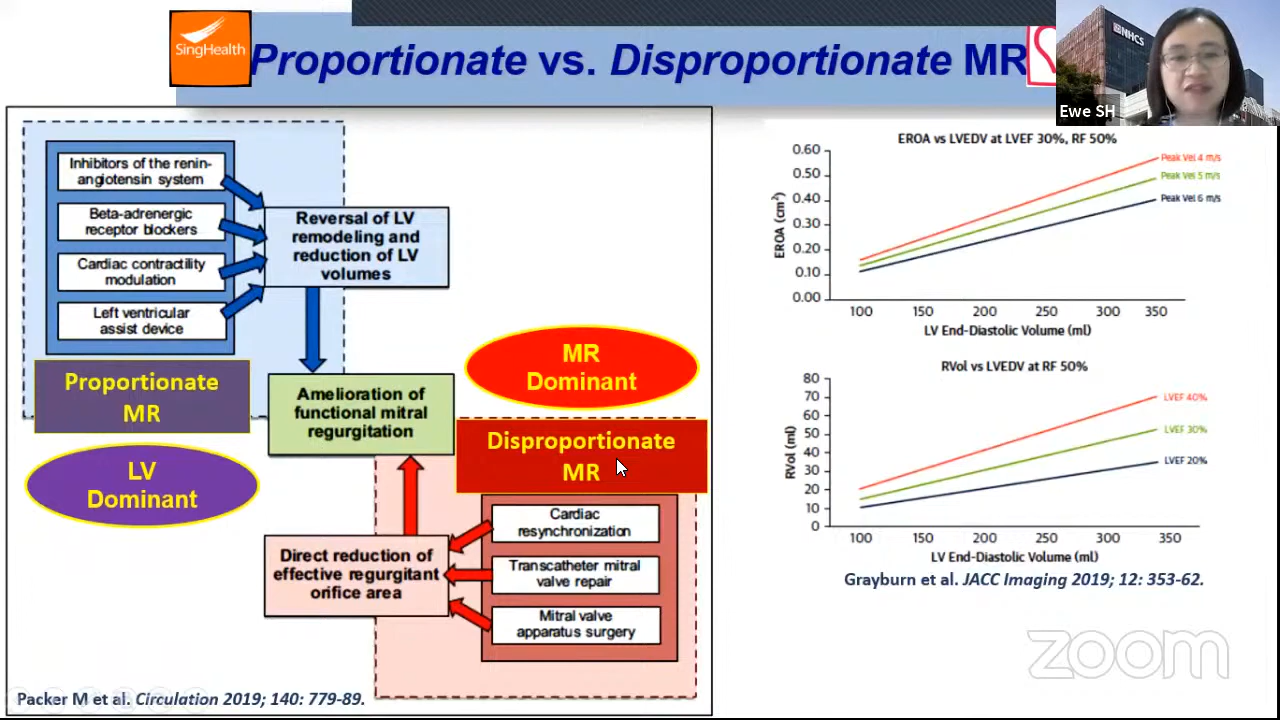 SingHealth
Proportionate vs. Disproportionate MR
NHCS
Ewe SH
Inhibitors of the renin-
angiotensin system
Beta-adrenergic
receptor blockers
Cardiac contractility
modulation
Left ventricular
assist device
Reversal of LV
remodeling and
reduction of LV
volumes
Proportionate
MR
LV
Dominant
Amelioration of
functional mitral
regurgitation
MR
Dominant
Disproportionate
MR
Direct reduction of
effective regurgitant
orifice area
Cardiac
resynchronization
Transcatheter mitral
valve repair
Mitral valve
apparatus surgery
Packer M et al. Circulation 2019; 140: 779-89.
EROA vs LVEDV at LVEF 30%, RF 50%
EROA (cm²)
0.60
0.50
0.40
0.30
0.20
0.10
0.00
Peak Vel 4 m/s
Peak Vel 5 m/s
Peak Vel 6 m/s
100 150 200 250 300 350
LV End-Diastolic Volume (ml)
RVol vs LVEDV at RF 50%
RVol (ml)
80
70
60
50
40
30
20
10
0
LVEF 40%
LVEF 30%
LVEF 20%
100 150 200 250 300 350
LV End-Diastolic Volume (ml)
Grayburn et al. JACC Imaging 2019; 12: 353-62.
zoom